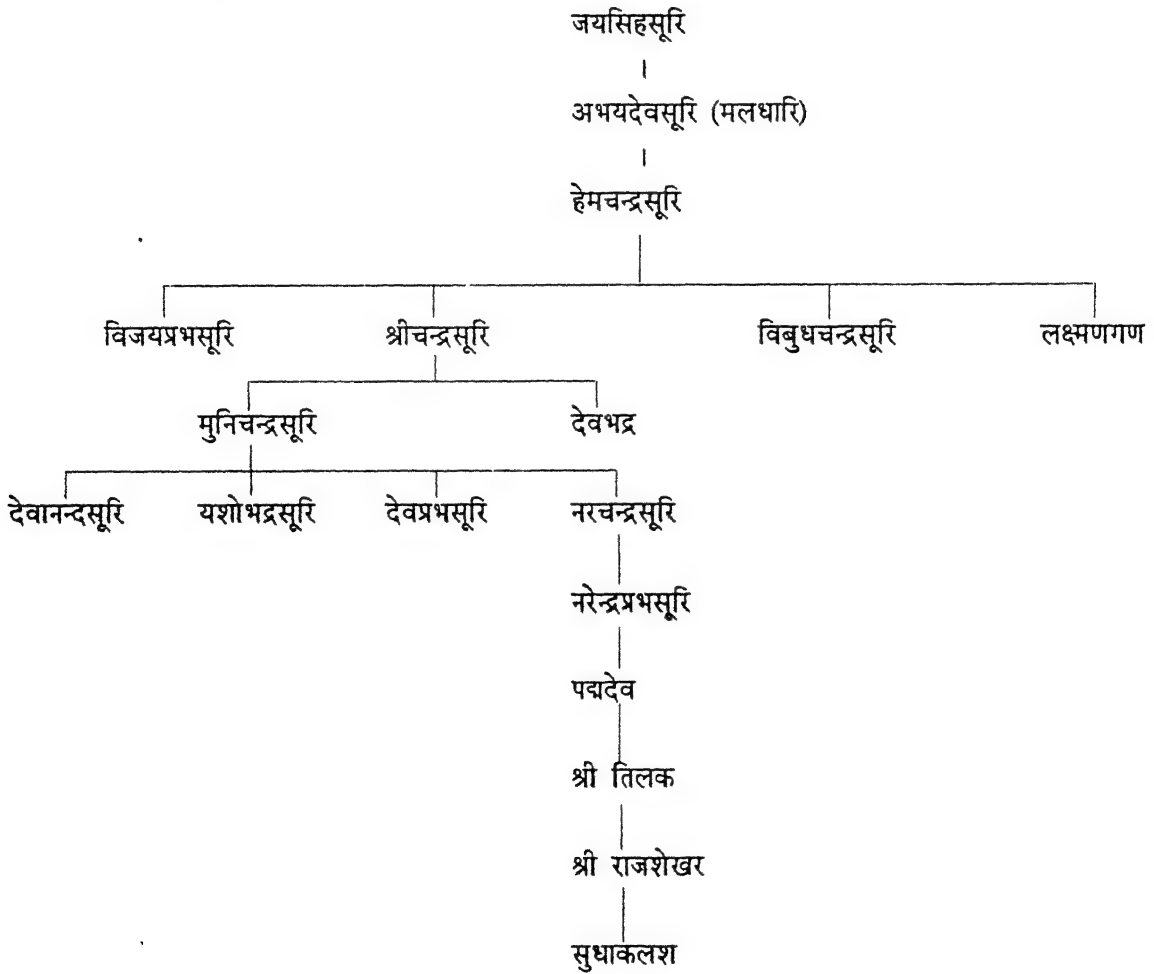 जयसिहसूरि
अभयदेवसूरि (मलधारि)
हेमचन्द्रसूरि
विजयप्रभसूरि श्रीचन्द्रसूरि विबुधचन्द्रसूरि लक्ष्मणगण
मुनिचन्द्रसूरि देवभद्र
देवानन्दसूरि यशोभद्रसूरि देवप्रभसूरि नरचन्द्रसूरि
नरेन्द्रप्रभसूरि
पद्मदेव
श्री तिलक
श्री राजशेखर
सुधाकलश